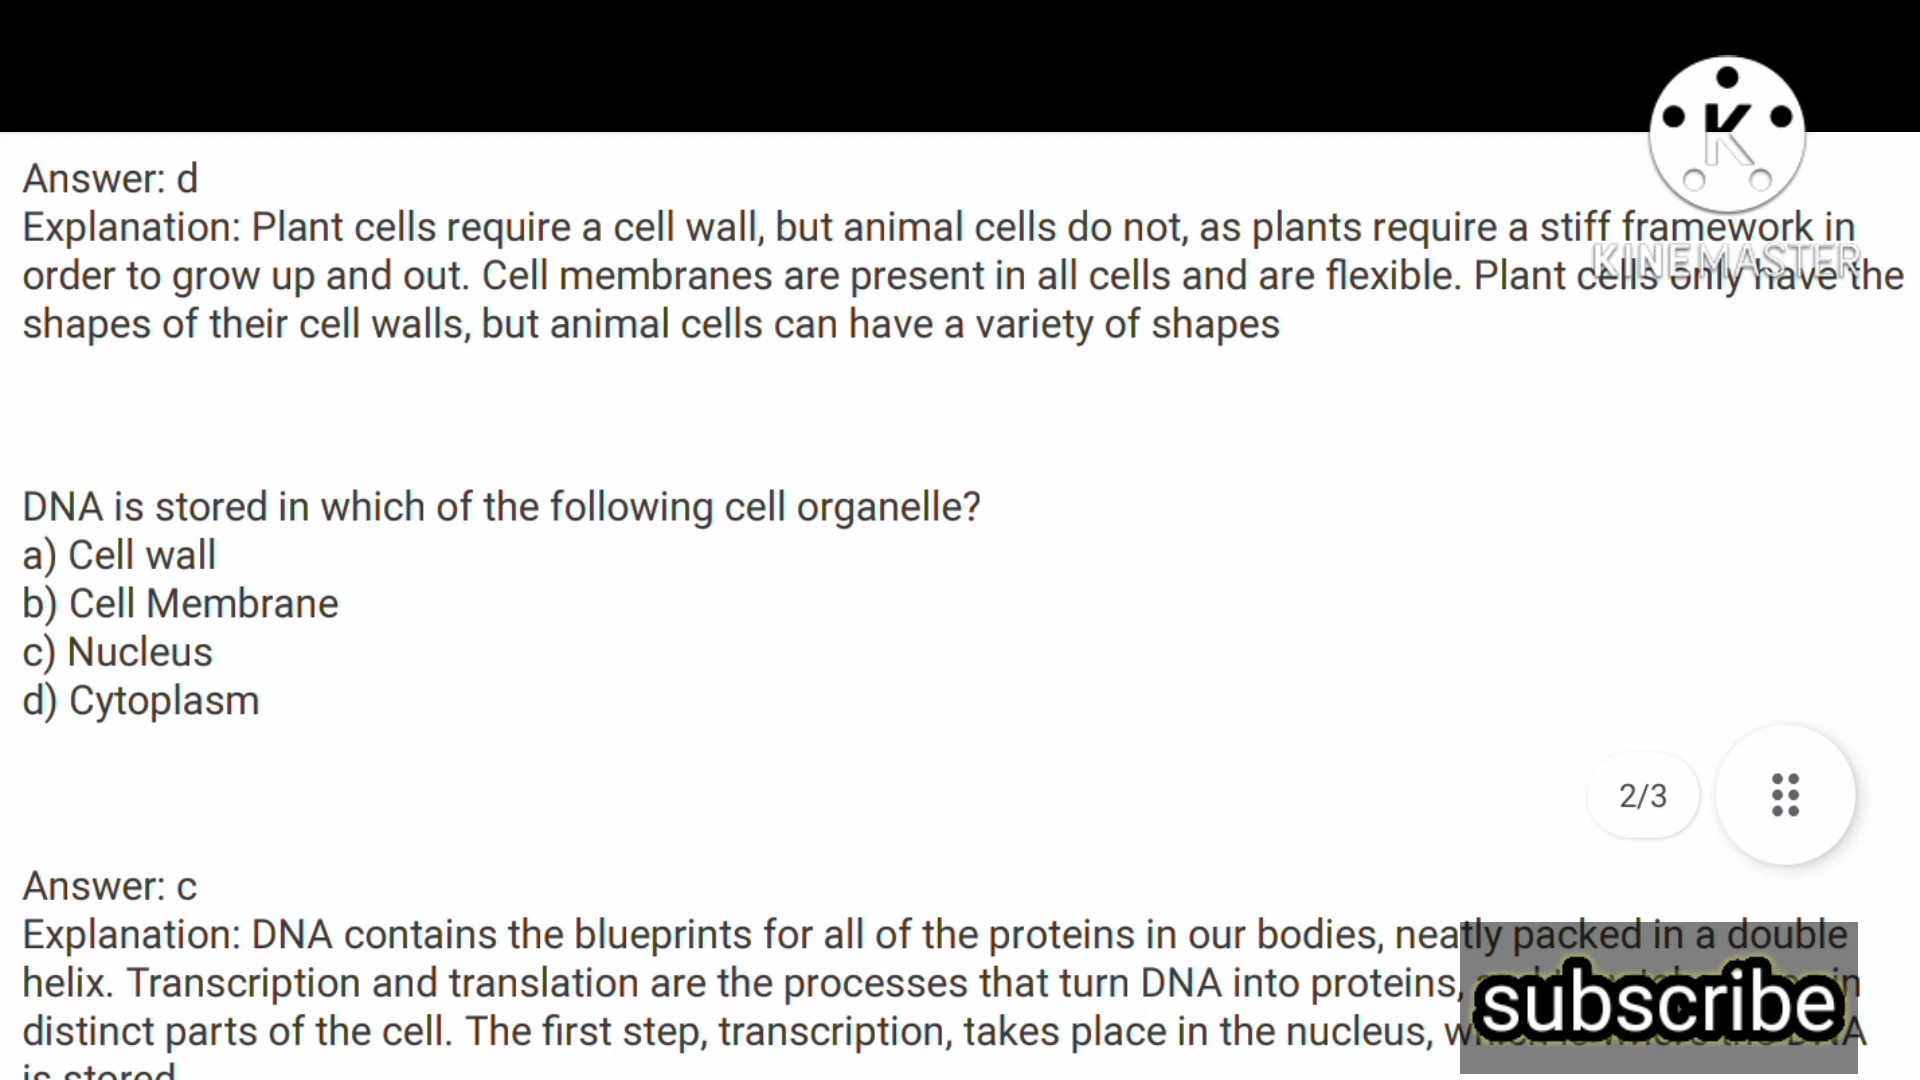 K
KINEMASTER
Answer: d
Explanation: Plant cells require a cell wall, but animal cells do not, as plants require a stiff framework in
order to grow up and out. Cell membranes are present in all cells and are flexible. Plant cells only have the
shapes of their cell walls, but animal cells can have a variety of shapes
DNA is stored in which of the following cell organelle?
a) Cell wall
b) Cell Membrane
c) Nucleus
d) Cytoplasm
2/3
Answer: c
Explanation: DNA contains the blueprints for all of the proteins in our bodies, neatly packed in a double
helix. Transcription and translation are the processes that turn DNA into proteins, in
distinct parts of the cell. The first step, transcription, takes place in the nucleus, DNA
is stored
subscribe